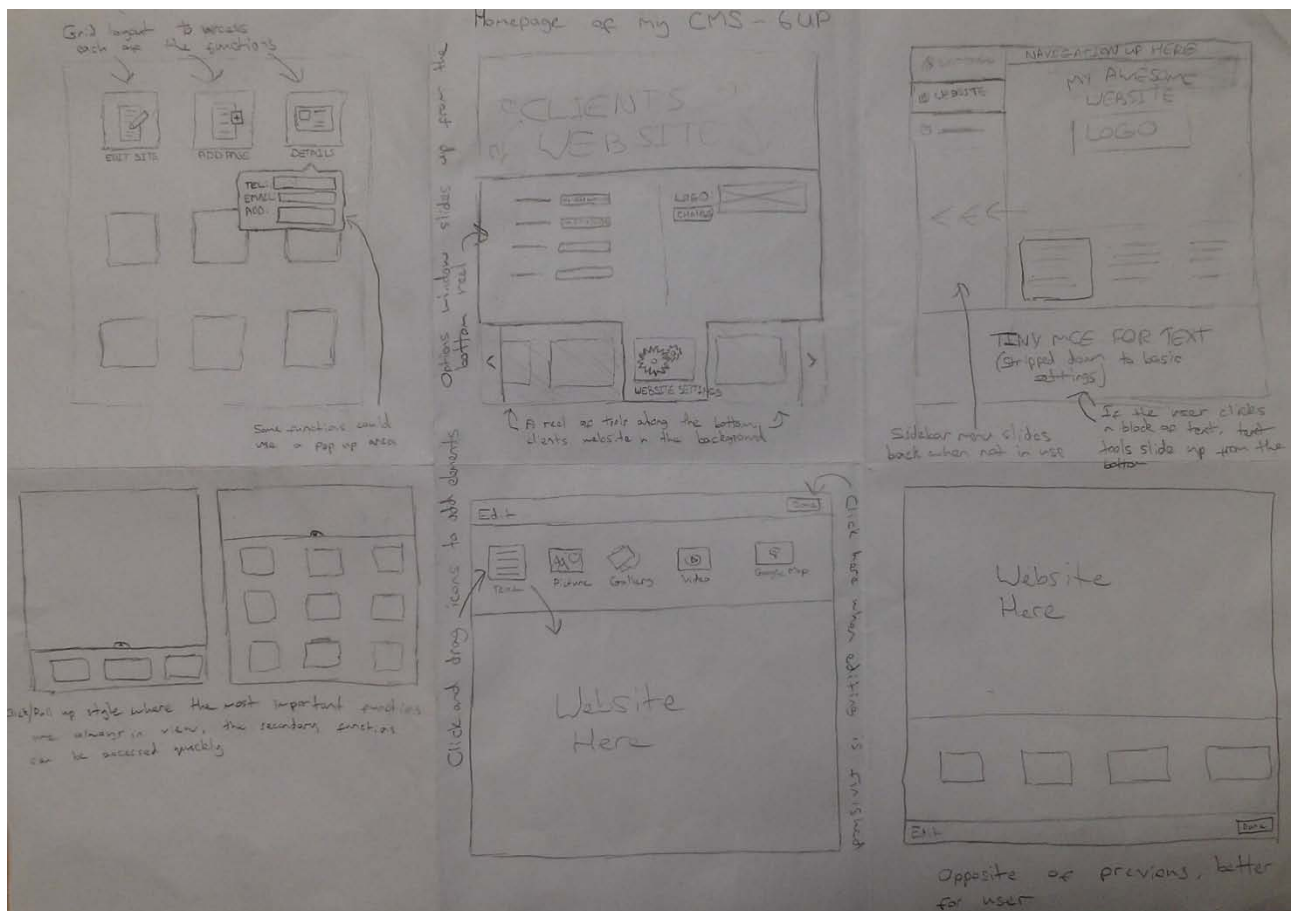 Homepage of my CMS - 6UP
Grid layout to access
each of the functions
EDIT SITE
ADD PAGE
DETAILS
TEL:
EMAIL:
ADD:
Some functions could
use a pop up area
Options window slides up from the
bottom reel
CLIENTS
WEBSITE
LOGO:
CHANGE
WEBSITE SETTINGS
A reel of tools along the bottom,
clients website in the background
NAVIGATION UP HERE
WEBSITE
MY AWESOME
WEBSITE
LOGO
TINY MCE FOR TEXT
(stripped down to basic
settings)
Sidebar menu slides
back when not in use
If the user clicks
a block of text, text
tools slide up from the
bottom
Pull up style where the most important functions
are always in view, the secondary functions
can be accessed quickly
Click and drag icons to add elements
Edit
Done
Text
Picture
Gallery
Video
Google Map
Website
Here
Click here when editing is finished
Website
Here
Edit
Done
Opposite of previous, better
for user